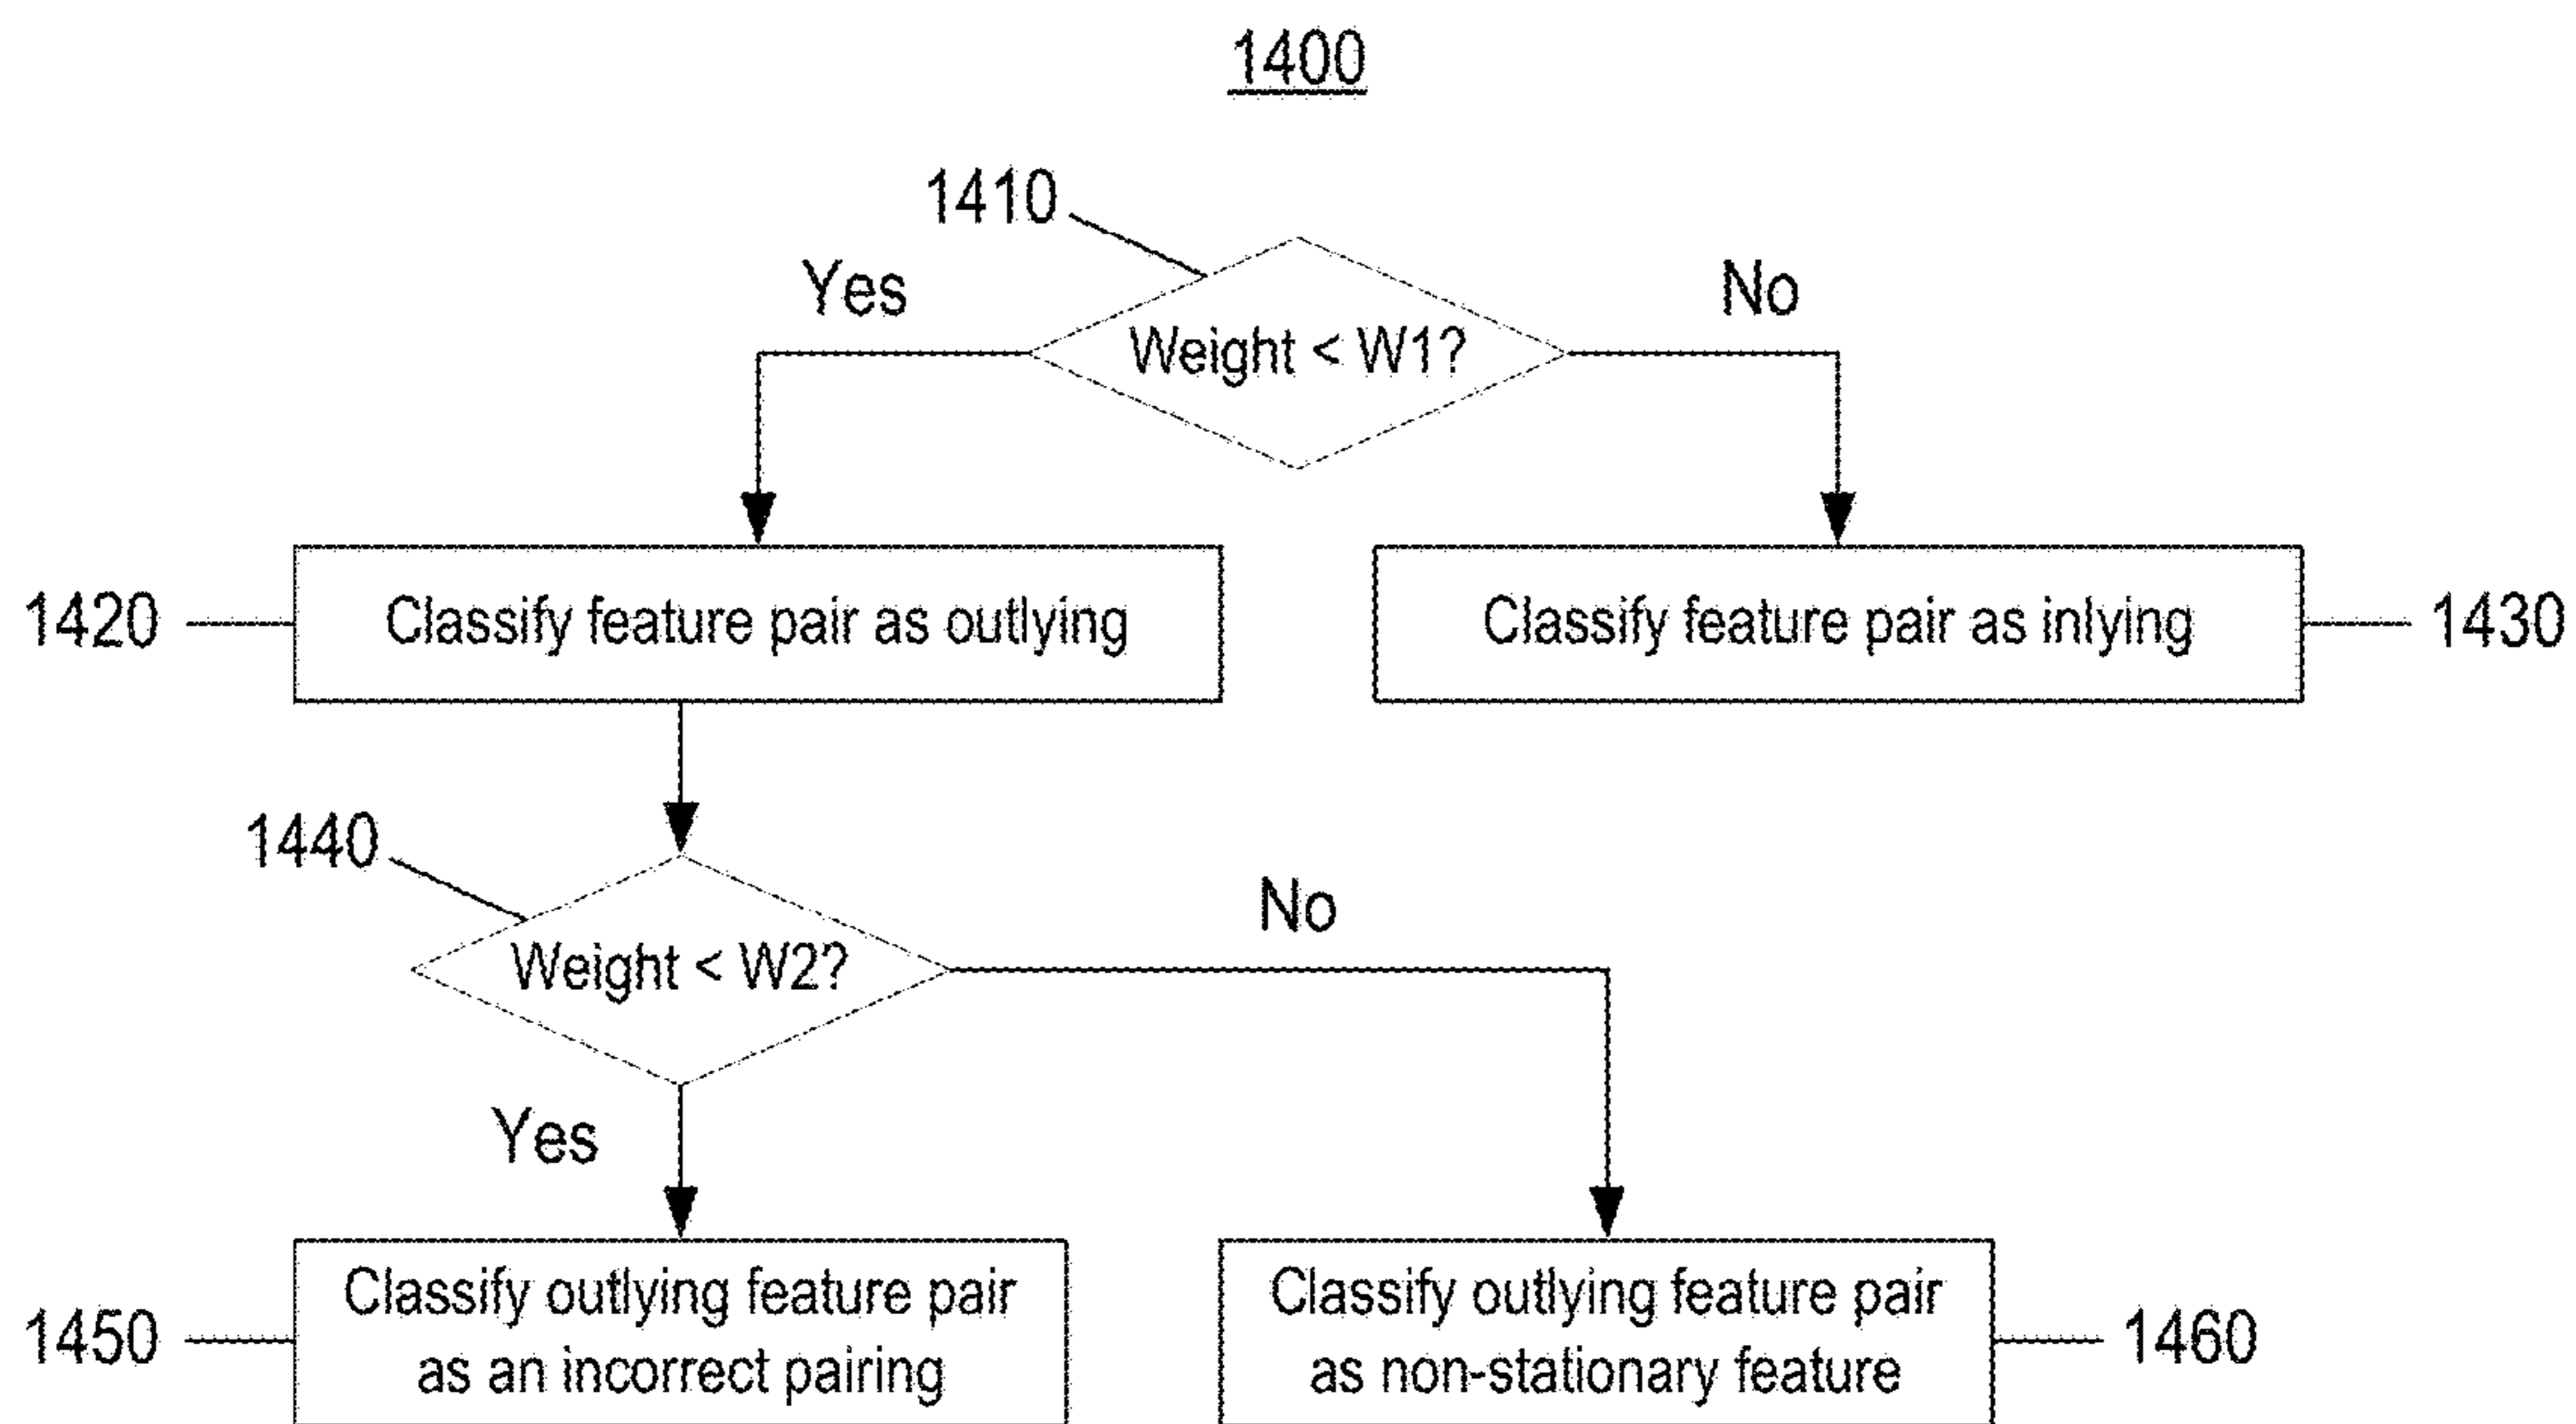 1400
1410
Yes
No
Weight < W1?
1420
Classify feature pair as outlying
Classify feature pair as inlying
1430
1440
No
Weight < W2?
Yes
1450
Classify outlying feature pair
as an incorrect pairing
Classify outlying feature pair
as non-stationary feature
1460